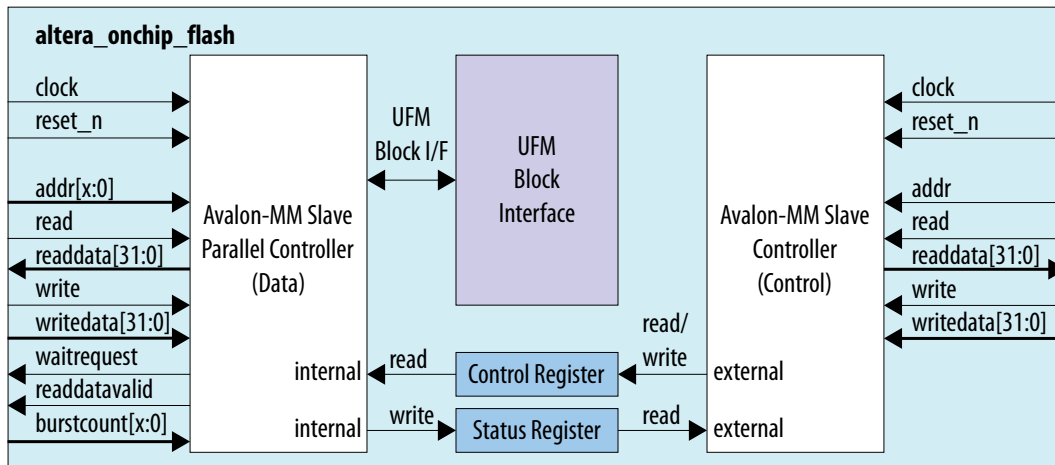 altera_onchip_flash
clock
reset_n
addr[x:0]
read
readdata[31:0]
write
writedata[31:0]
waitrequest
readdatavalid
burstcount[x:0]
Avalon-MM Slave
Parallel Controller
(Data)
internal
internal
UFM
Block I/F
UFM
Block
Interface
read
Control Register
read/
write
write
Status Register
read
Avalon-MM Slave
Controller
(Control)
external
external
clock
reset_n
addr
read
readdata[31:0]
write
writedata[31:0]